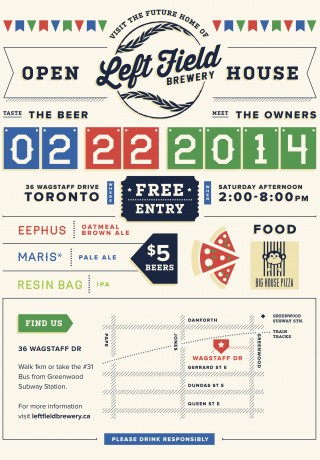 VISIT THE FUTURE HOME OF
OPEN Left Field HOUSE
BREWERY
TASTE THE BEER
MEET THE OWNERS
02 22 2014
36 WAGSTAFF DRIVE
TORONTO
WHERE
FREE
ENTRY
WHEN
SATURDAY AFTERNOON
2:00-8:00PM
EEPHUS
OATMEAL
BROWN ALE
MARIS*
PALE ALE
RESIN BAG
IPA
$5
BEERS
FOOD
BIG HOUSE PIZZA
FIND US
36 WAGSTAFF DR
Walk 1km or take the #31
Bus from Greenwood
Subway Station.
For more information
visit leftfieldbrewery.ca
DANFORTH
GREENWOOD
SUBWAY STN.
TRAIN
TRACKS
PAPE
JONES
GREENWOOD
WAGSTAFF DR
GERRARD ST E
DUNDAS ST E
QUEEN ST E
PLEASE DRINK RESPONSIBLY